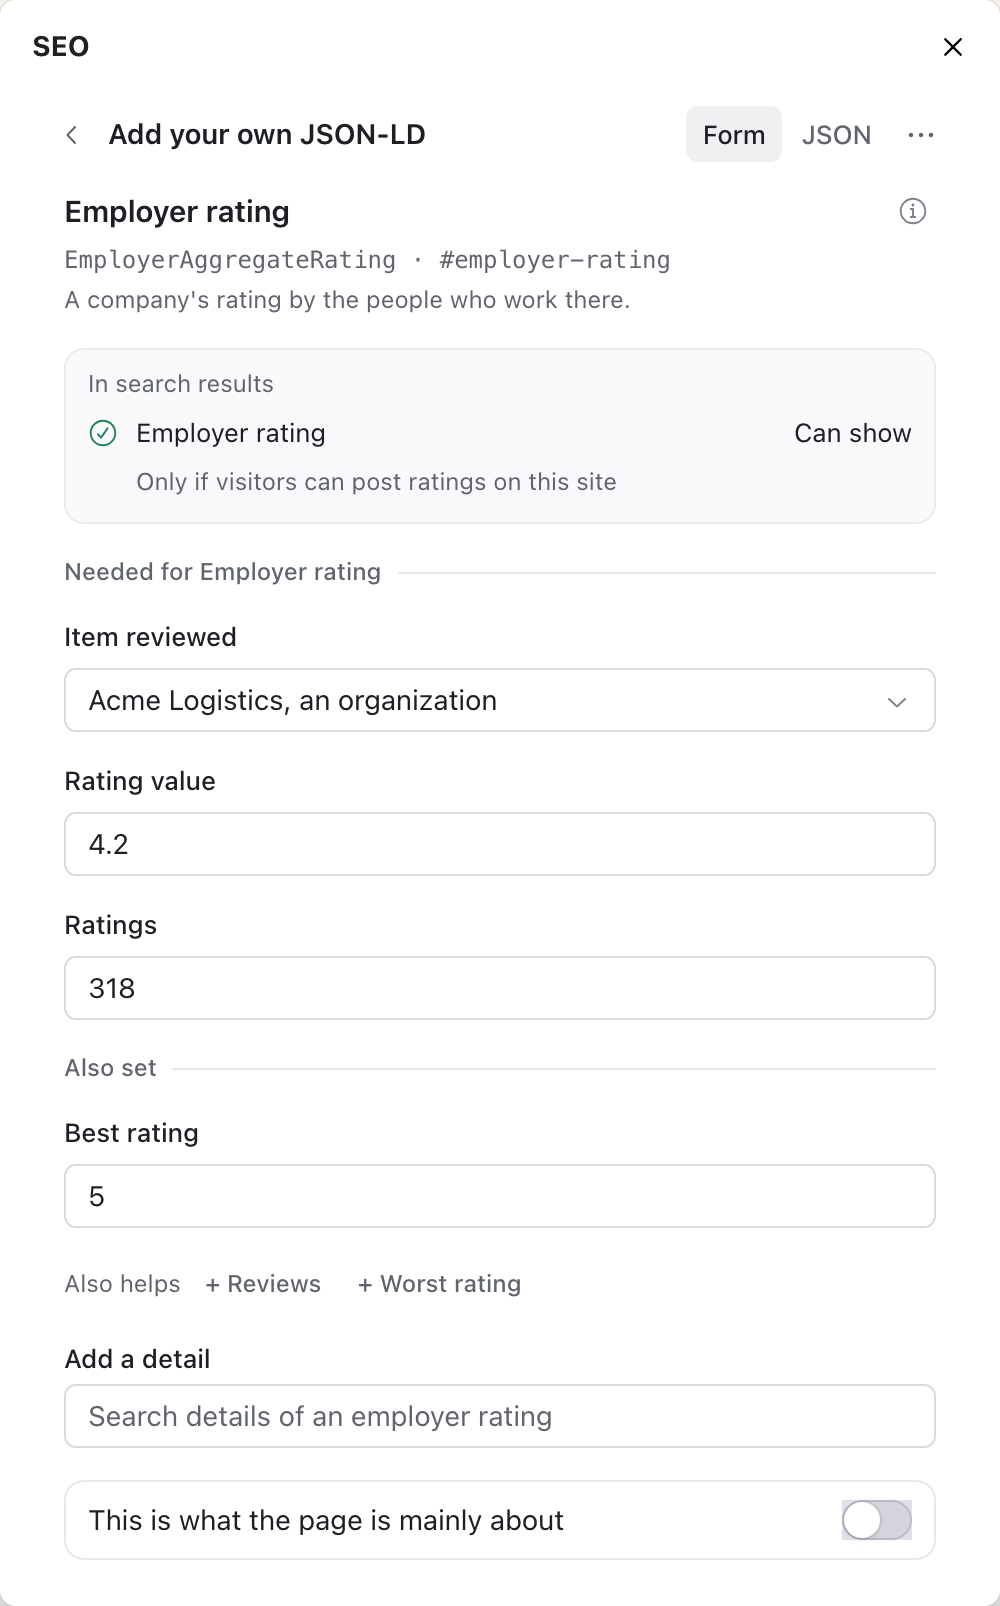 SEO
Add your own JSON-LD
Form
JSON
Employer rating
EmployerAggregateRating · #employer-rating
A company's rating by the people who work there.
In search results
Employer rating
Can show
Only if visitors can post ratings on this site
Needed for Employer rating
Item reviewed
Acme Logistics, an organization
Rating value
4.2
Ratings
318
Also set
Best rating
5
Also helps + Reviews + Worst rating
Add a detail
Search details of an employer rating
This is what the page is mainly about